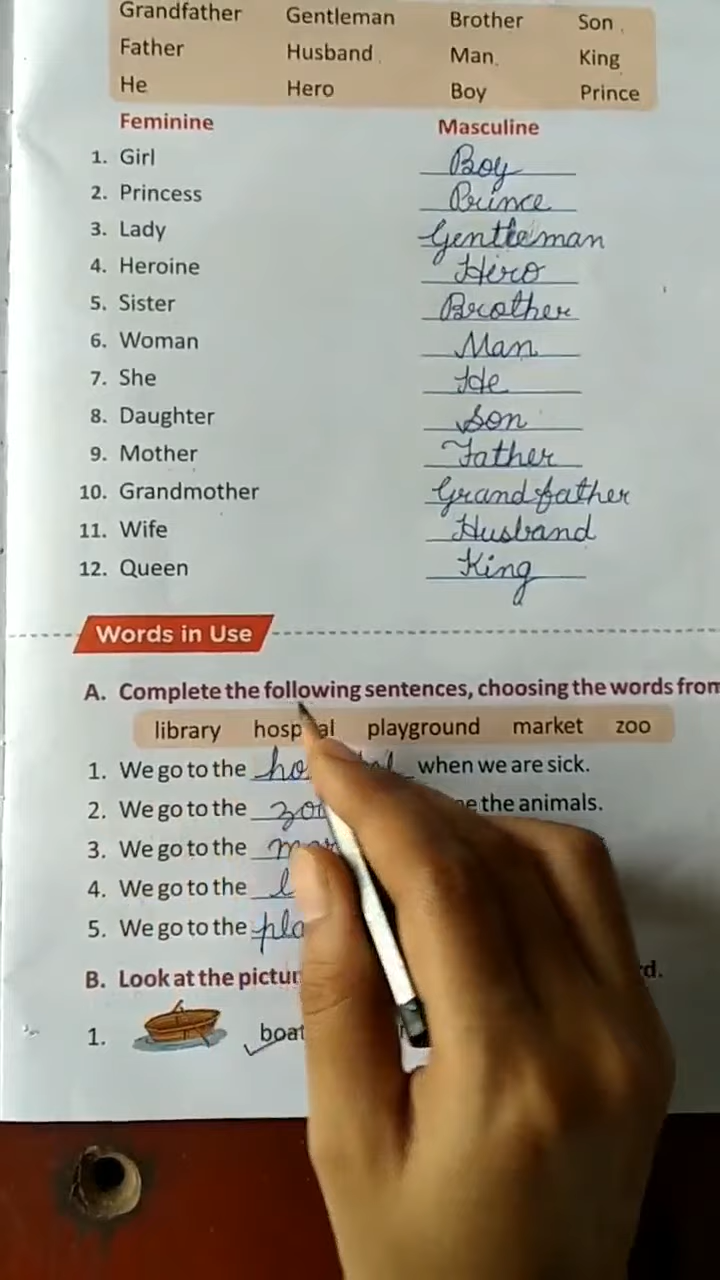 Grandfather Gentleman Brother Son
Father Husband Man King
He Hero Boy Prince
Feminine Masculine
1. Girl Boy
2. Princess Prince
3. Lady Gentleman
4. Heroine Hero
5. Sister Brother
6. Woman Man
7. She He
8. Daughter Son
9. Mother Father
10. Grandmother Grandfather
11. Wife Husband
12. Queen King
Words in Use
A. Complete the following sentences, choosing the words from
library hospital playground market zoo
1. We go to the hospital when we are sick.
2. We go to the zoo the animals.
3. We go to the
4. We go to the
5. We go to the
B. Look at the
1. boat